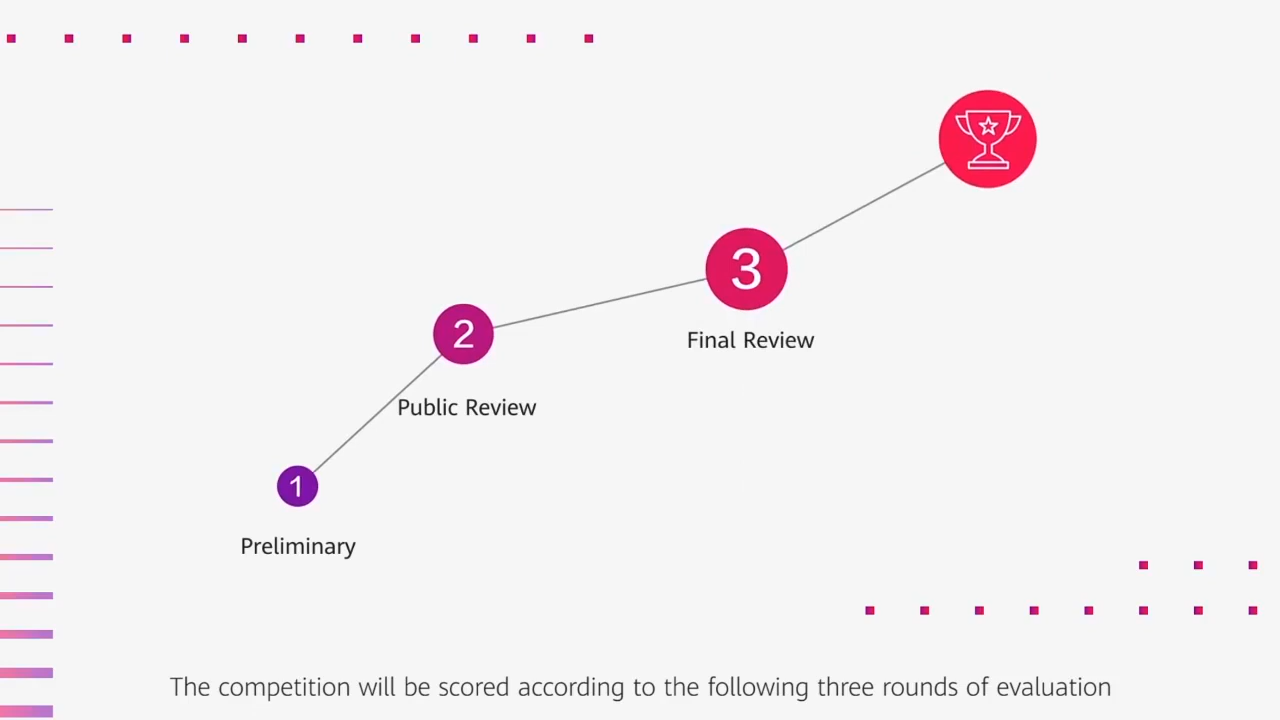 3
Final Review
2
Public Review
1
Preliminary
The competition will be scored according to the following three rounds of evaluation